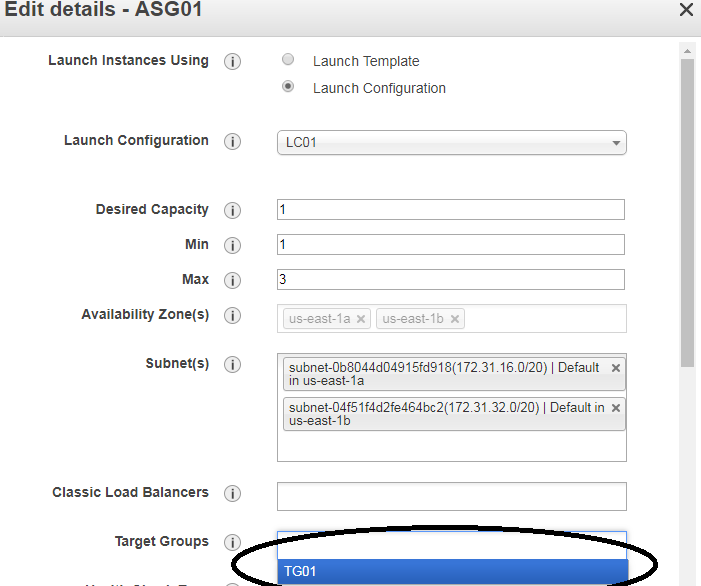 Edit details - ASG01
Launch Instances Using
Launch Template
Launch Configuration
Launch Configuration
LC01
Desired Capacity
1
Min
1
Max
3
Availability Zone(s)
us-east-1a
us-east-1b
Subnet(s)
subnet-0b8044d04915fd918(172.31.16.0/20) | Default
in us-east-1a
subnet-04f51f4d2fe464bc2(172.31.32.0/20) | Default in
us-east-1b
Classic Load Balancers
Target Groups
TG01